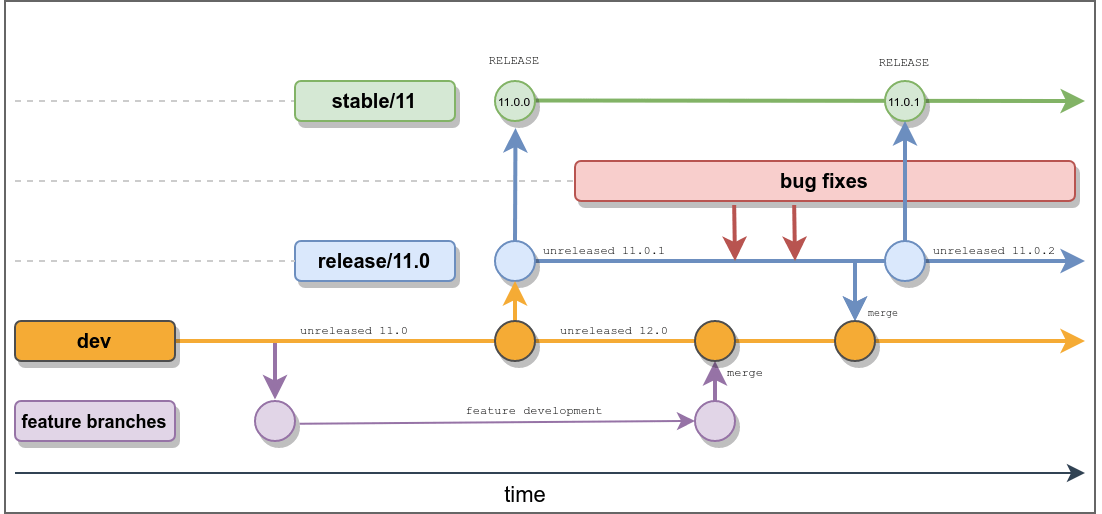 RELEASE
RELEASE
stable/11
11.0.0
11.0.1
bug fixes
release/11.0
unreleased 11.0.1
unreleased 11.0.2
merge
dev
unreleased 11.0
unreleased 12.0
merge
feature branches
feature development
time